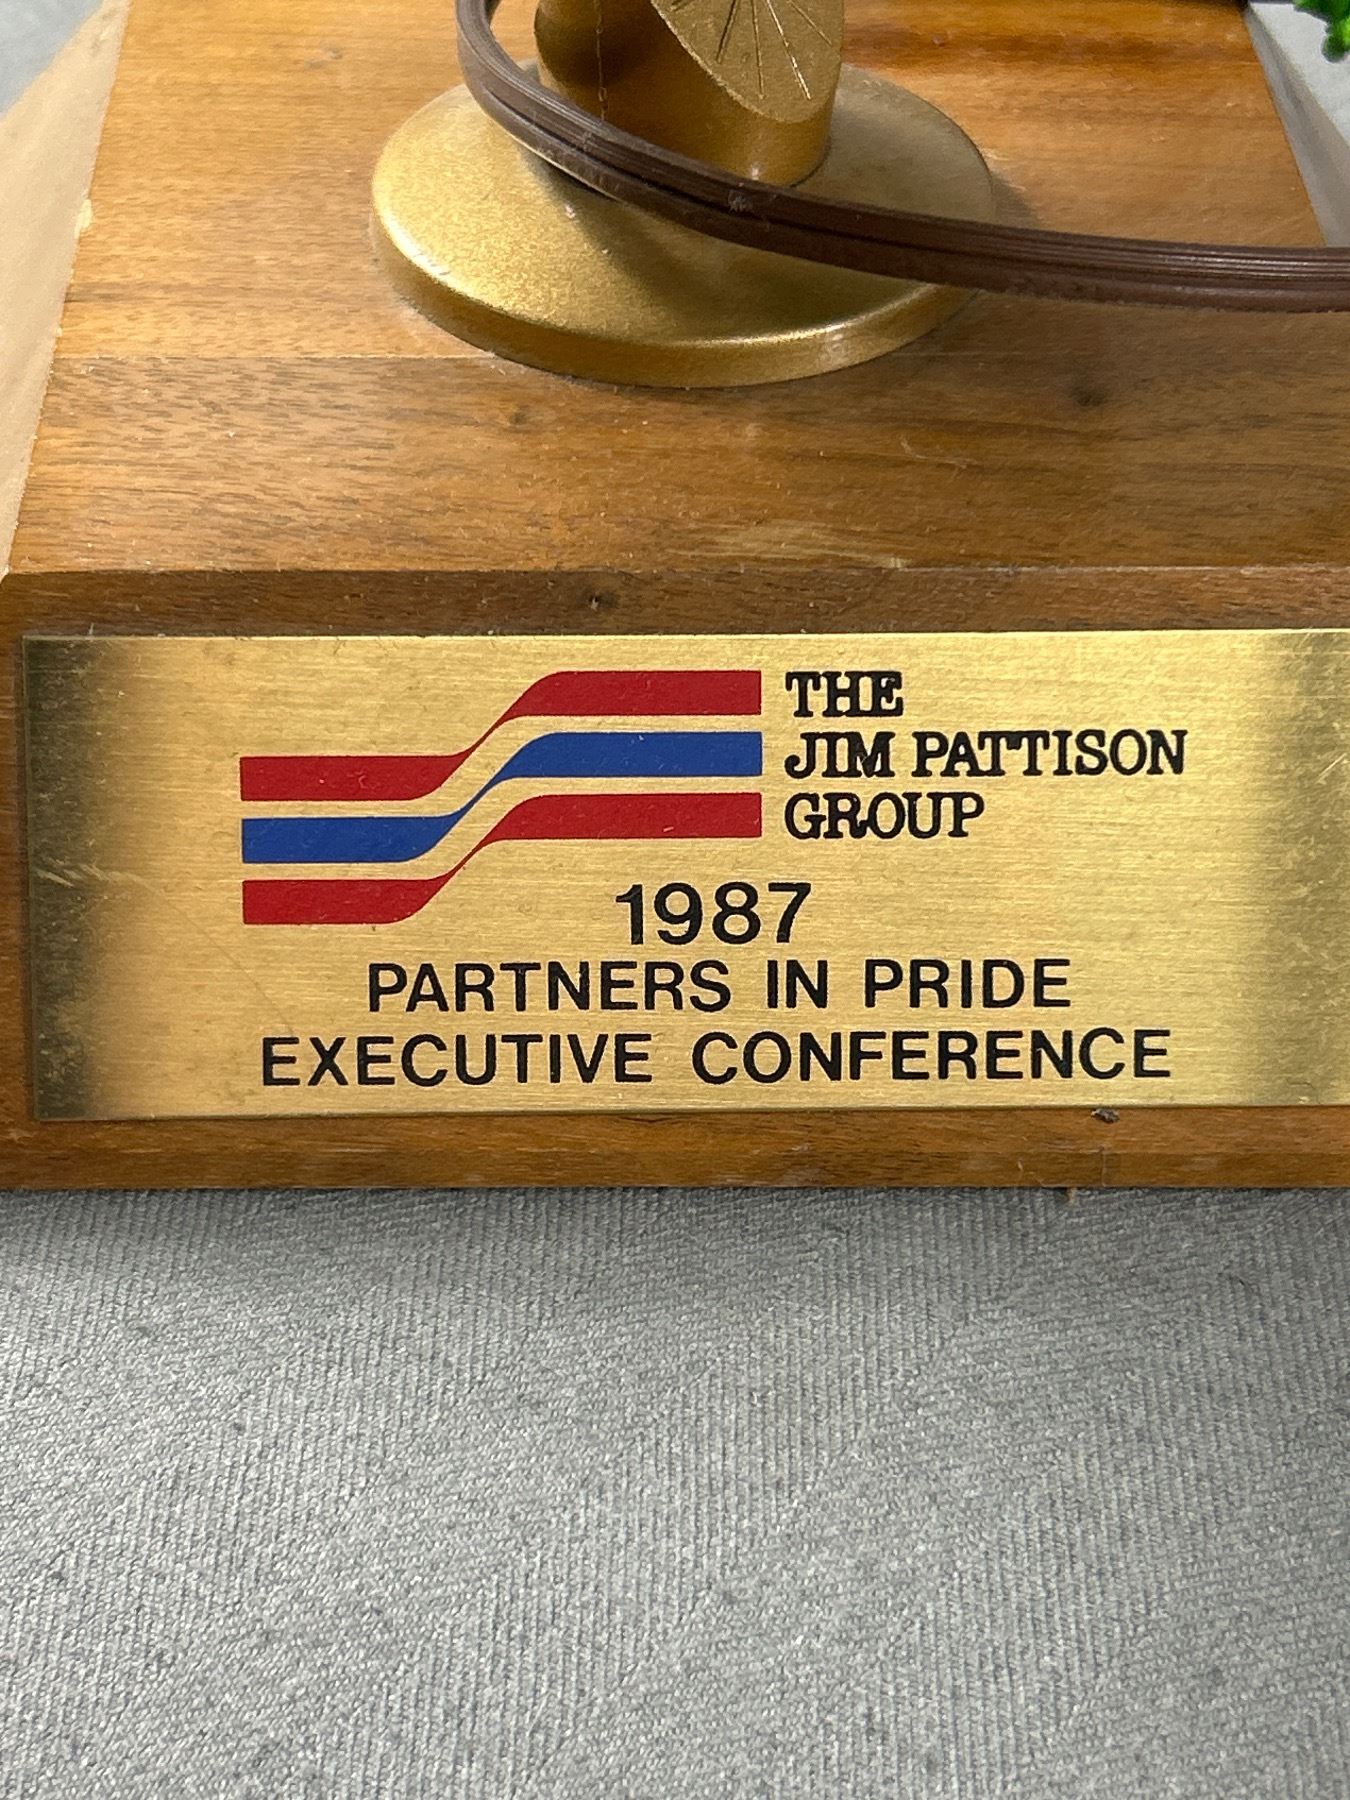 THE
JIM PATTISON
GROUP
1987
PARTNERS IN PRIDE
EXECUTIVE CONFERENCE